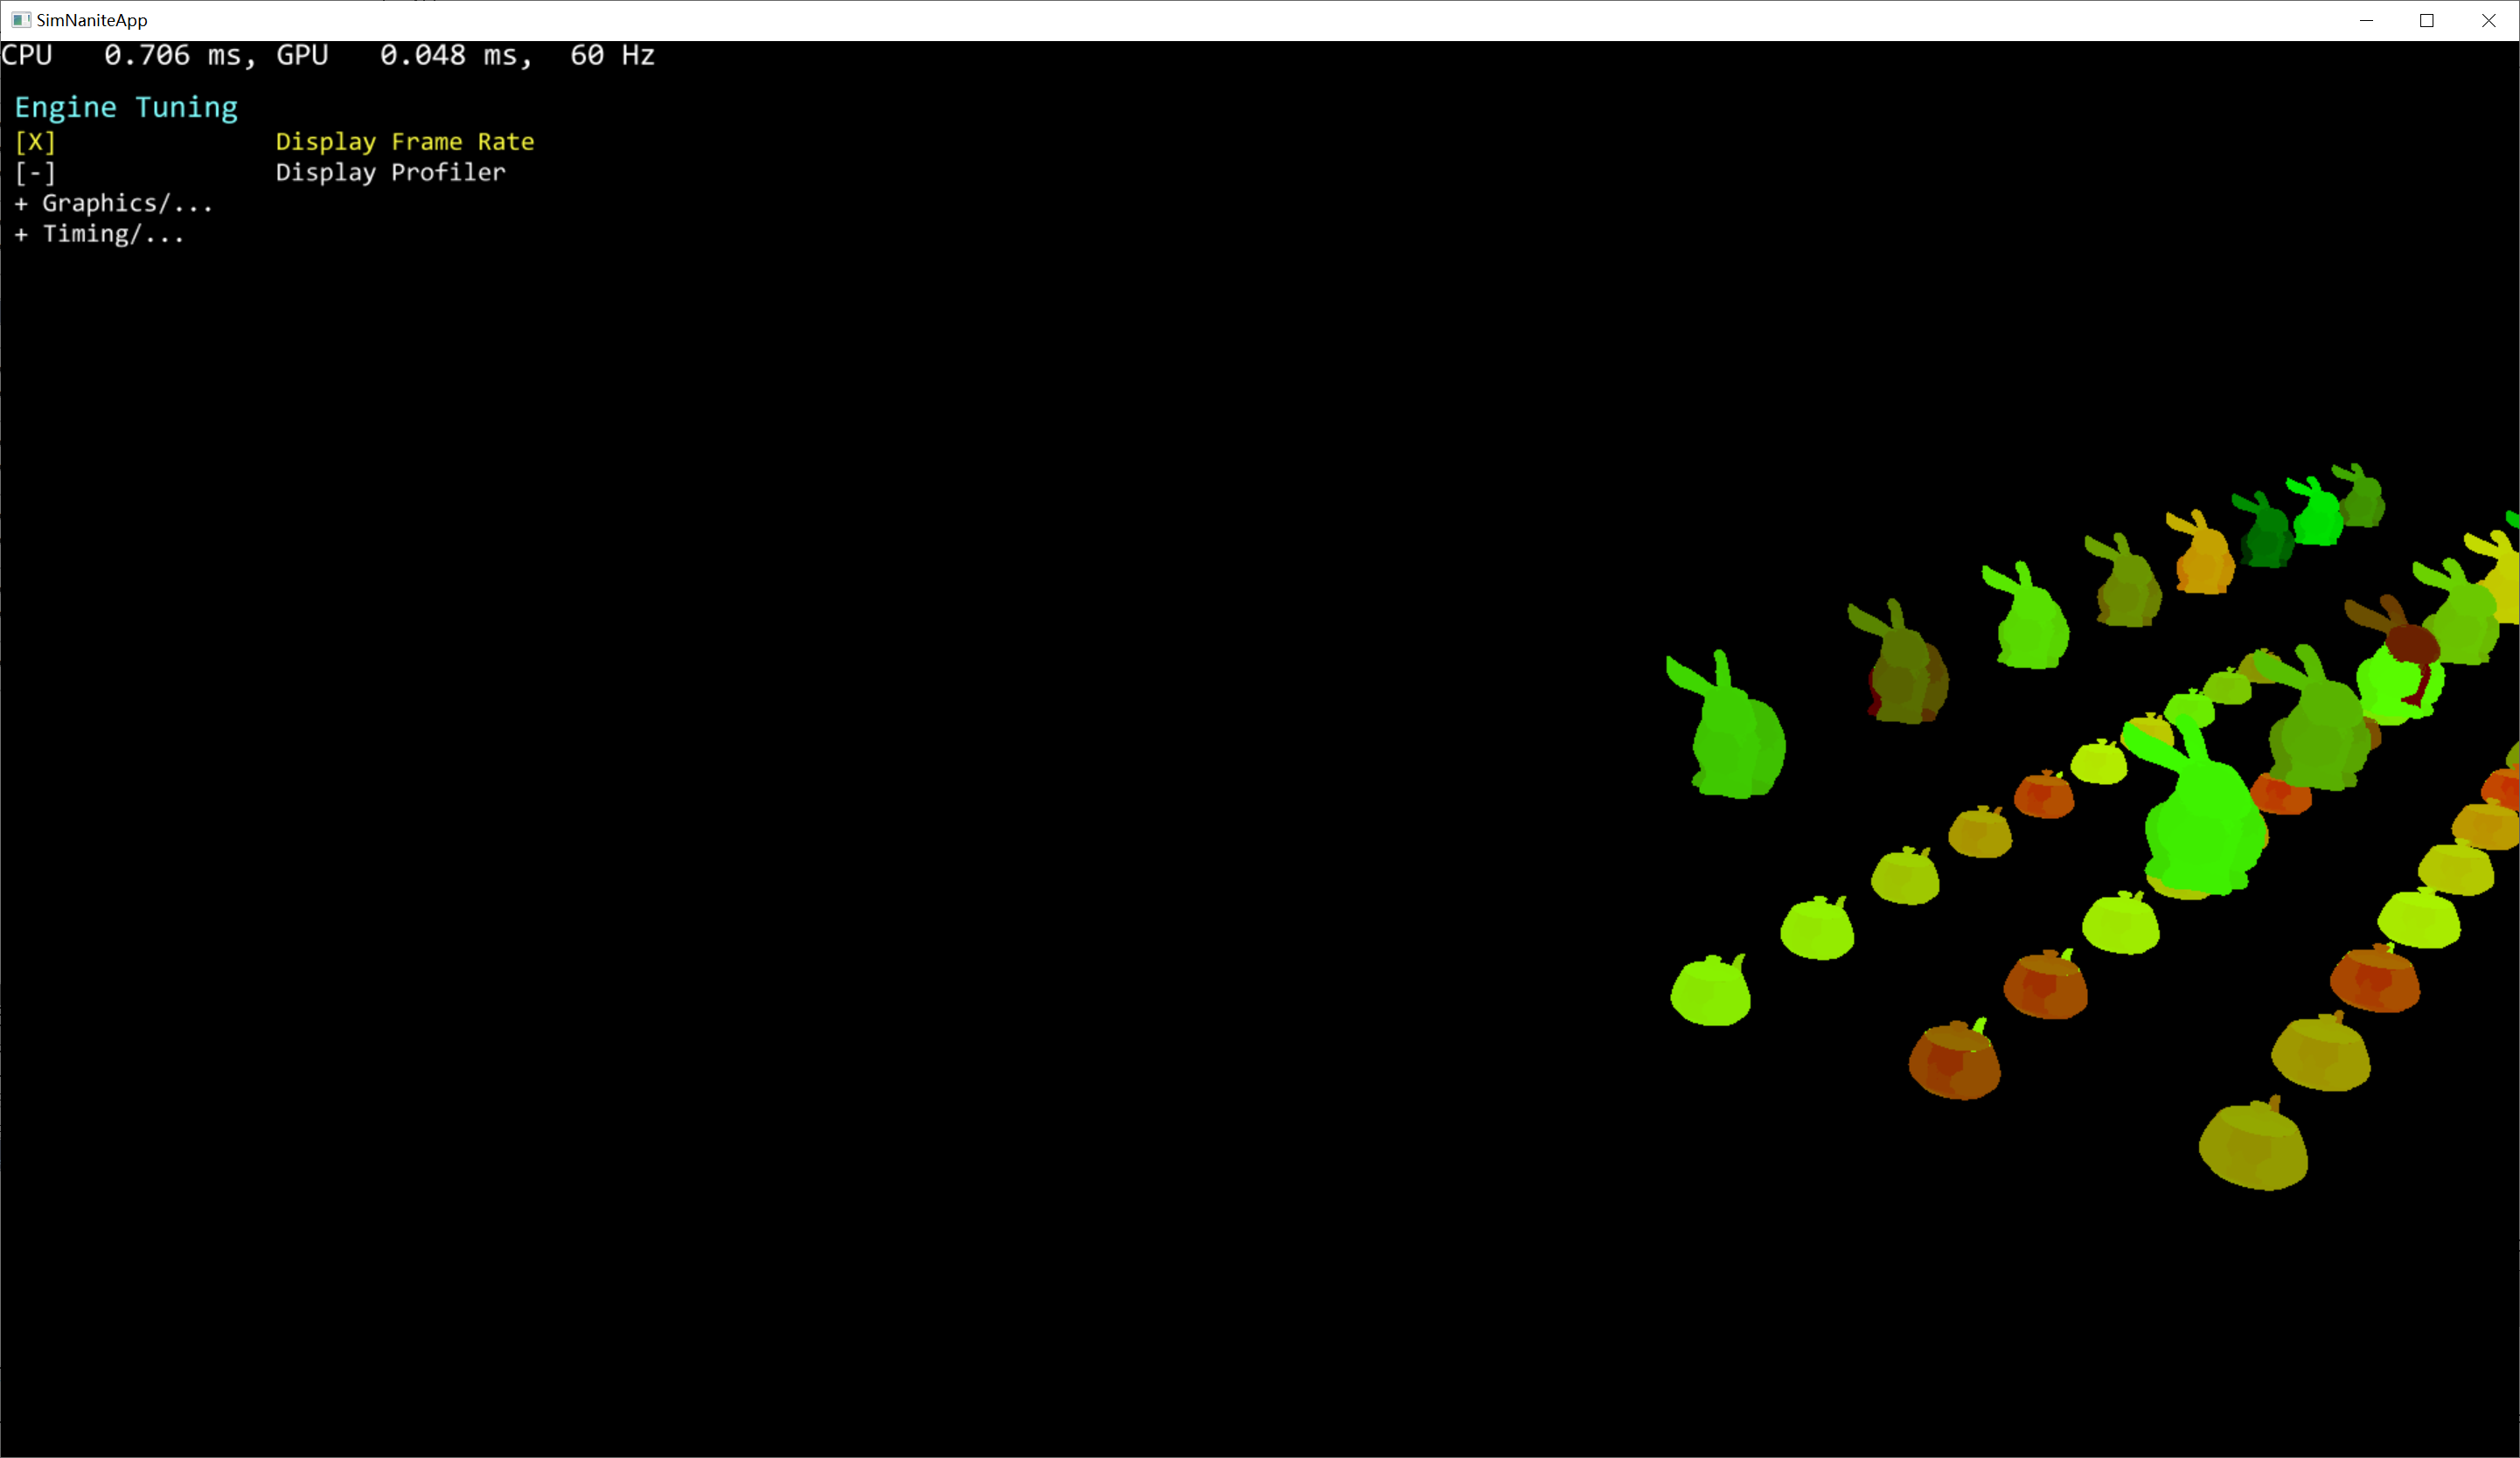 SimNaniteApp
CPU 0.706 ms, GPU 0.048 ms, 60 Hz
Engine Tuning
[X] Display Frame Rate
[-] Display Profiler
+ Graphics/...
+ Timing/...